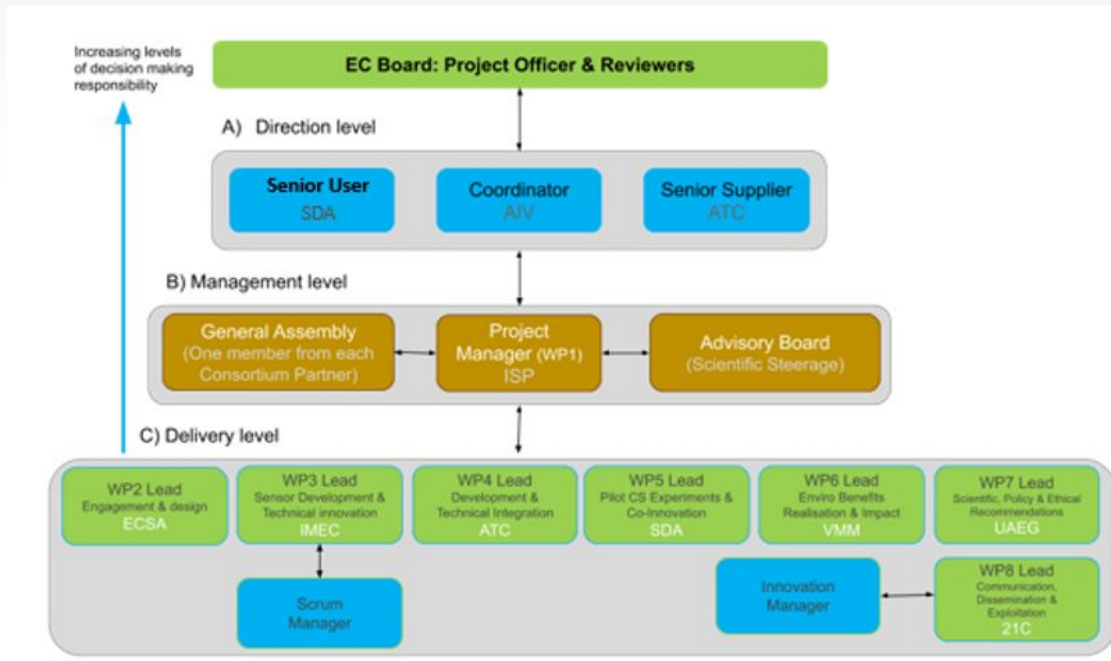 Increasing levels
of decision making
responsibility
EC Board: Project Officer & Reviewers
A) Direction level
Senior User
SDA
Coordinator
AIV
Senior Supplier
ATC
B) Management level
General Assembly
(One member from each
Consortium Partner)
Project
Manager (WP1)
ISP
Advisory Board
(Scientific Steerage)
C) Delivery level
WP2 Lead
Engagement & design
ECSA
WP3 Lead
Sensor Development &
Technical innovation
IMEC
WP4 Lead
Development &
Technical Integration
ATC
WP5 Lead
Pilot CS Experiments &
Co-Innovation
SDA
WP6 Lead
Enviro Benefits
Realisation & Impact
VMM
WP7 Lead
Scientific, Policy & Ethical
Recommendations
UAEG
Scrum
Manager
Innovation
Manager
WP8 Lead
Communication,
Dissemination &
Exploitation
21C